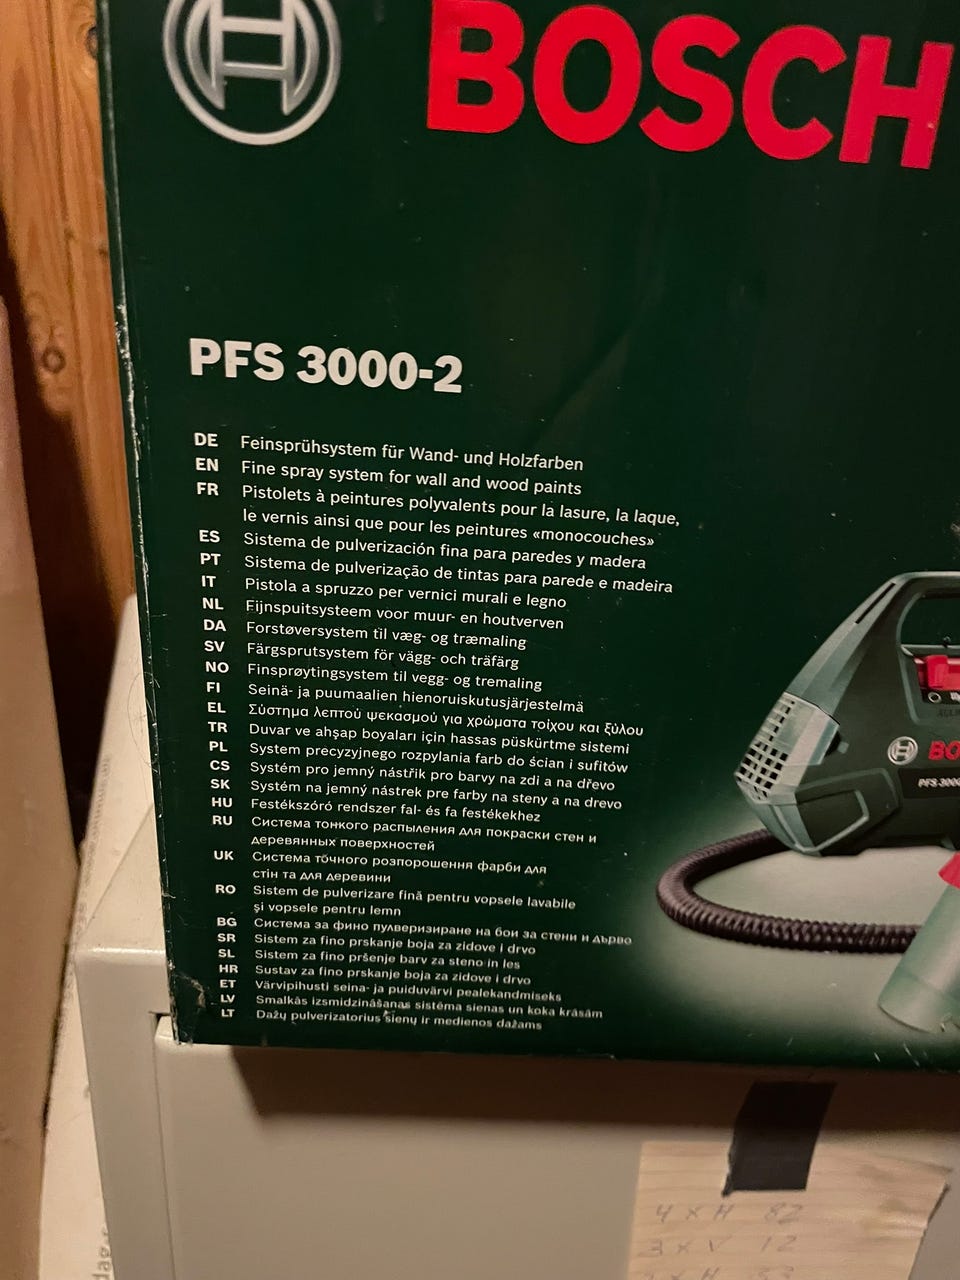 BOSCH
PFS 3000-2
DE Feinsprühsystem für Wand- und Holzfarben
EN Fine spray system for wall and wood paints
FR Pistolets à peintures polyvalents pour la lasure, la laque,
le vernis ainsi que pour les peintures «monocouches»
ES Sistema de pulverización fina para paredes y madera
PT Sistema de pulverização de tintas para parede e madeira
IT Pistola a spruzzo per vernici murali e legno
NL Fijnspuitsysteem voor muur- en houtverven
DA Forstøversystem til væg- og træmaling
SV Färgsprutsystem för vägg- och träfärg
NO Finsprøytingsystem til vegg- og tremaling
FI Seinä- ja puumaalien hienoruiskutusjärjestelmä
EL Σύστημα λεπτού ψεκασμού για χρώματα τοίχου και ξύλου
TR Duvar ve ahşap boyaları için hassas püskürtme sistemi
PL System precyzyjnego rozpylania farb do ścian i sufitów
CS Systém pro jemný nástřik pro barvy na zdi a na dřevo
SK Systém na jemný nástrek pre farby na steny a na drevo
HU Festékszóró rendszer fal- és fa festékekhez
RU Система тонкого распыления для покраски стен и
деревянных поверхностей
UK Система точного розпорошення фарби для
стін та для деревини
RO Sistem de pulverizare fină pentru vopsele lavabile
şi vopsele pentru lemn
BG Система за фино пулверизиране на бои за стени и дърво
SR Sistem za fino prskanje boja za zidove i drvo
SL Sistem za fino pršenje barv za steno in les
HR Sustav za fino prskanje boja za zidove i drvo
ET Värvipihusti seina- ja puiduvärvi pealekandmiseks
LV Smalkās izsmidzināšanas sistēma sienas un koka krāsām
LT Dažų pulverizatorius sienų ir medienos dažams
BO
PFS 3000
4 X H 82
3 X V 12